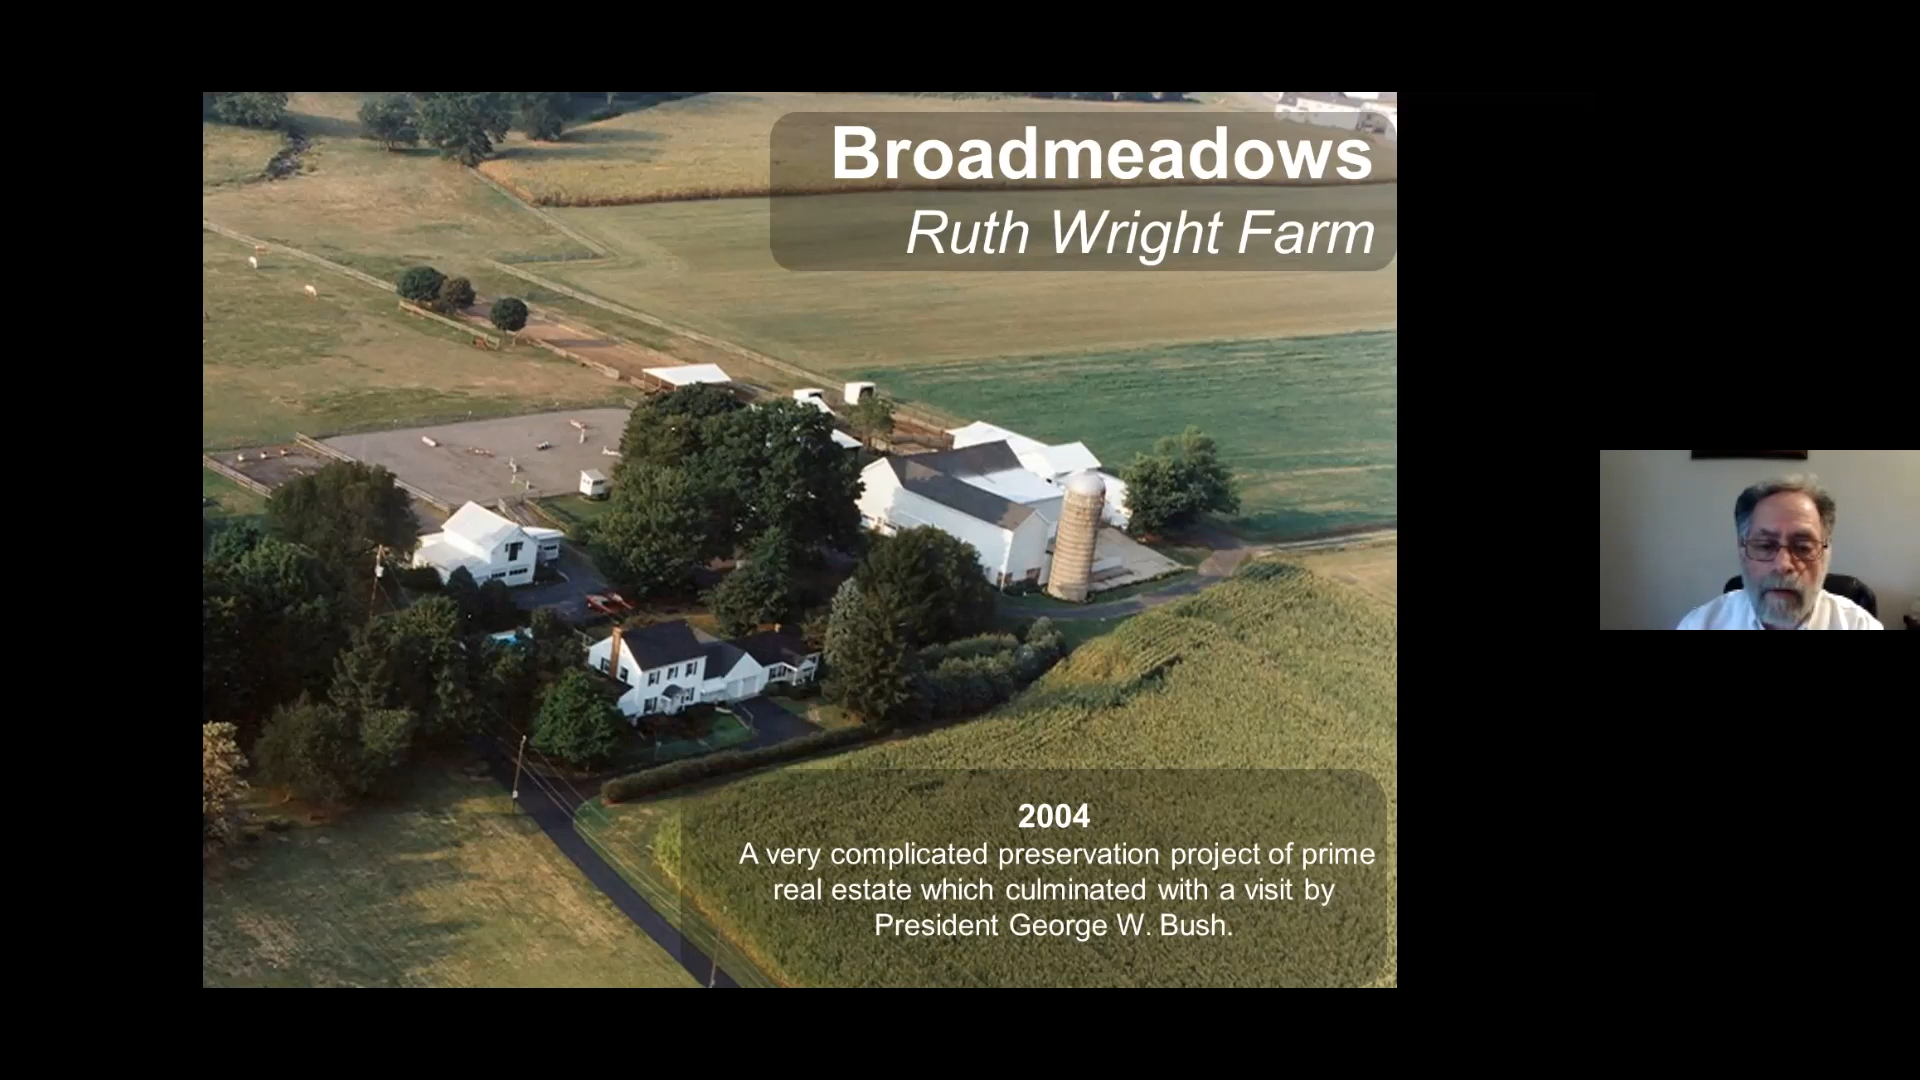 Broadmeadows
Ruth Wright Farm
2004
A very complicated preservation project of prime
real estate which culminated with a visit by
President George W. Bush.